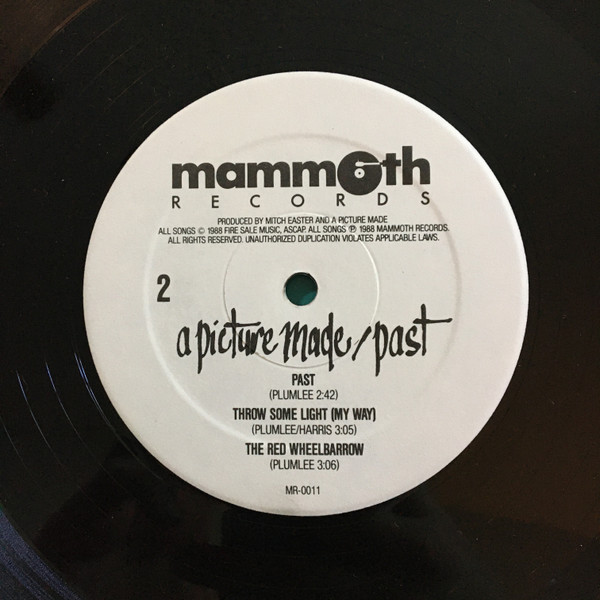 mammoth
RECORDS
PRODUCED BY MITCH EASTER AND A PICTURE MADE
ALL SONGS © 1988 FIRE SALE MUSIC, ASCAP. ALL SONGS ℗ 1988 MAMMOTH RECORDS.
ALL RIGHTS RESERVED. UNAUTHORIZED DUPLICATION VIOLATES APPLICABLE LAWS.
2
a picture made/past
PAST
(PLUMLEE 2:42)
THROW SOME LIGHT (MY WAY)
(PLUMLEE/HARRIS 3:05)
THE RED WHEELBARROW
(PLUMLEE 3:06)
MR-0011